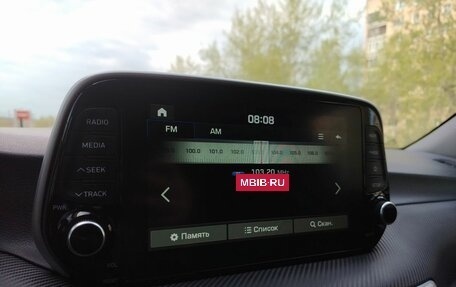 08:08
RADIO
FM AM
MEDIA
100.0 101.0 102.0 104.0 105.0 106.0
SEEK
103.20 MHz
TRACK
MBIB·RU
PWR
Память Список Скан.
VOL